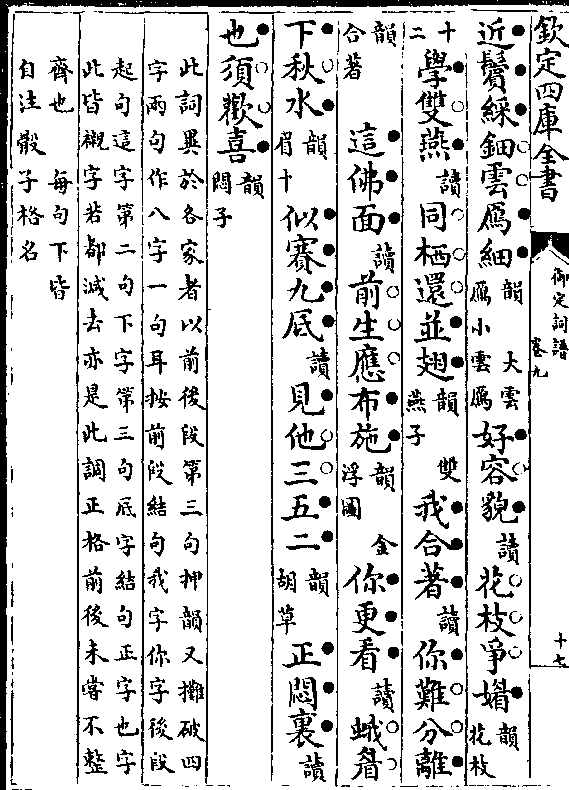 欽定四庫全書
御定詞譜
卷九
十七
近鬢綵鈿雲鴈細韻 大雲鴈小雲鴈好容貌讀花枝爭媚韻花枝
十二學雙燕讀同栖還並翅韻 雙燕子我合著讀你難分離
韻合著 這佛面讀前生應布施韻 金浮圖你更看讀蛾眉
下秋水韻眉十似賽九底讀見他三五二韻胡草正悶裏讀
也須歡喜韻悶子
此詞異於各家者以前後段第三句押韻又攤破四
字兩句作八字一句耳按前段結句我字你字後段
起句這字第二句下字第三句底字結句正字也字
此皆襯字若都減去亦是此調正格前後未嘗不整
齊也 每句下皆
自注骰子格名